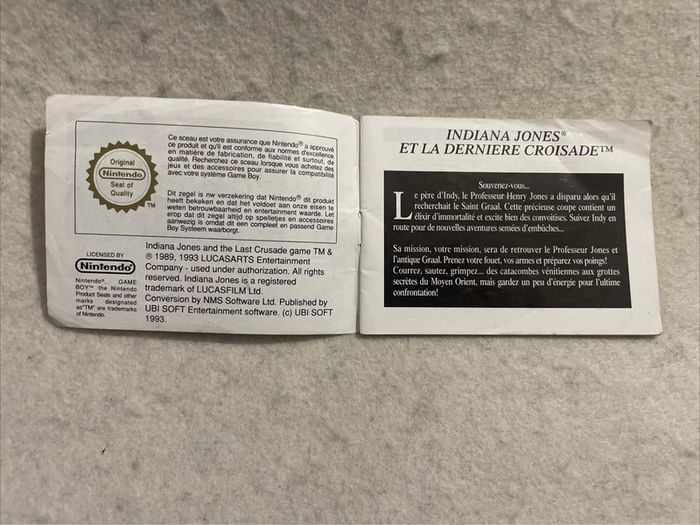 Original
Nintendo®
Seal of
Quality
TM
Ce sceau est votre assurance que Nintendo® a approuvé
ce produit et qu'il est conforme aux normes d'excellence
en matière de fabrication, de fiabilité et surtout, de
qualité. Recherchez ce sceau lorsque vous achetez des
jeux et des accessoires pour assurer la compatibilité
avec votre système Game Boy.
Dit zegel is nw verzekering dat Nintendo® dit produkt
heeft bekeken en dat het voldoet aan onze eisen te
weten betrouwbaarheid en entertainment waarde. Let
erop dat dit zegel altijd op spelletjes en accessoires
aanwezig is omdat dit een compleet en passend Game
Boy Systeem waarborgt.
LICENSED BY
Nintendo®
Nintendo®, GAME
BOY™ the Nintendo
Product Seals and other
marks designated
as"TM" are trademarks
of Nintendo.
Indiana Jones and the Last Crusade game TM &
® 1989, 1993 LUCASARTS Entertainment
Company - used under authorization. All rights
reserved. Indiana Jones is a registered
trademark of LUCASFILM Ltd.
Conversion by NMS Software Ltd. Published by
UBI SOFT Entertainment software. (c) UBI SOFT
1993.
INDIANA JONES®
ET LA DERNIERE CROISADE™
Souvenez-vous...
Le père d'Indy, le Professeur Henry Jones a disparu alors qu'il
recherchait le Saint Graal. Cette précieuse coupe contient un
élixir d'immortalité et excite bien des convoitises. Suivez Indy en
route pour de nouvelles aventures semées d'embûches...
Sa mission, votre mission, sera de retrouver le Professeur Jones et
l'antique Graal. Prenez votre fouet, vos armes et préparez vos poings!
Courrez, sautez, grimpez... des catacombes vénitiennes aux grottes
secrètes du Moyen Orient, mais gardez un peu d'énergie pour l'ultime
confrontation!